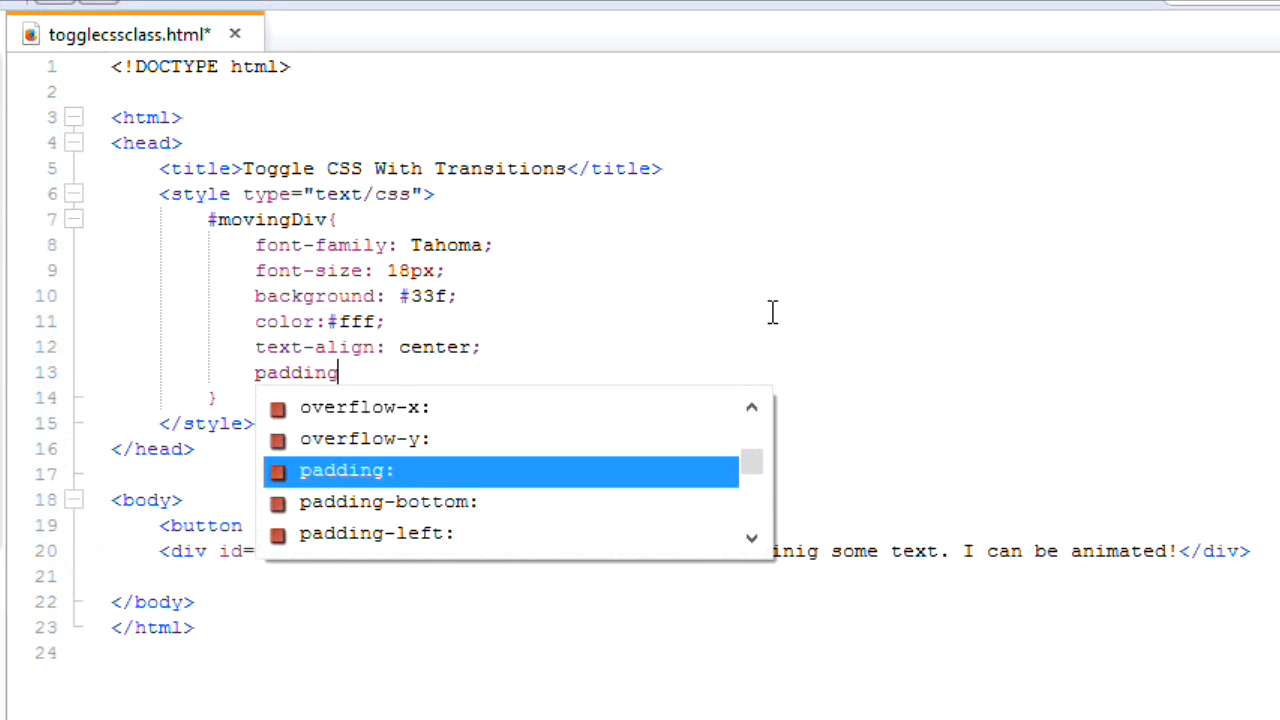 togglecssclass.html*
1 <!DOCTYPE html>
2
3 <html>
4 <head>
5 <title>Toggle CSS With Transitions</title>
6 <style type="text/css">
7 #movingDiv{
8 font-family: Tahoma;
9 font-size: 18px;
10 background: #33f;
11 color:#fff;
12 text-align: center;
13 padding
14 }
overflow-x:
15 </style>
overflow-y:
16 </head>
padding:
17
padding-bottom:
18 <body>
padding-left:
19 <button
20 <div id= inig some text. I can be animated!</div>
21
22 </body>
23 </html>
24